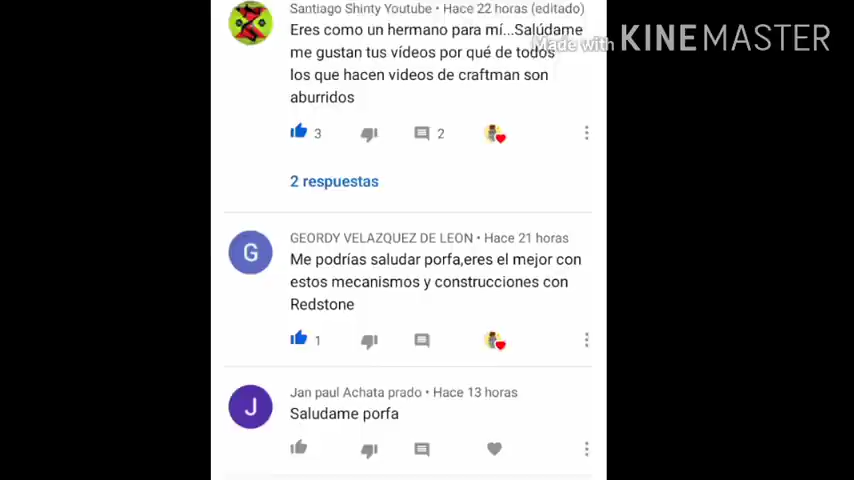 Santiago Shinty Youtube • Hace 22 horas (editado)
Eres como un hermano para mí...Salúdame
me gustan tus vídeos por qué de todos
los que hacen videos de craftman son
aburridos
3
2
2 respuestas
Made with KINEMASTER
GEORDY VELAZQUEZ DE LEON • Hace 21 horas
G
Me podrías saludar porfa,eres el mejor con
estos mecanismos y construcciones con
Redstone
1
Jan paul Achata prado • Hace 13 horas
J
Saludame porfa